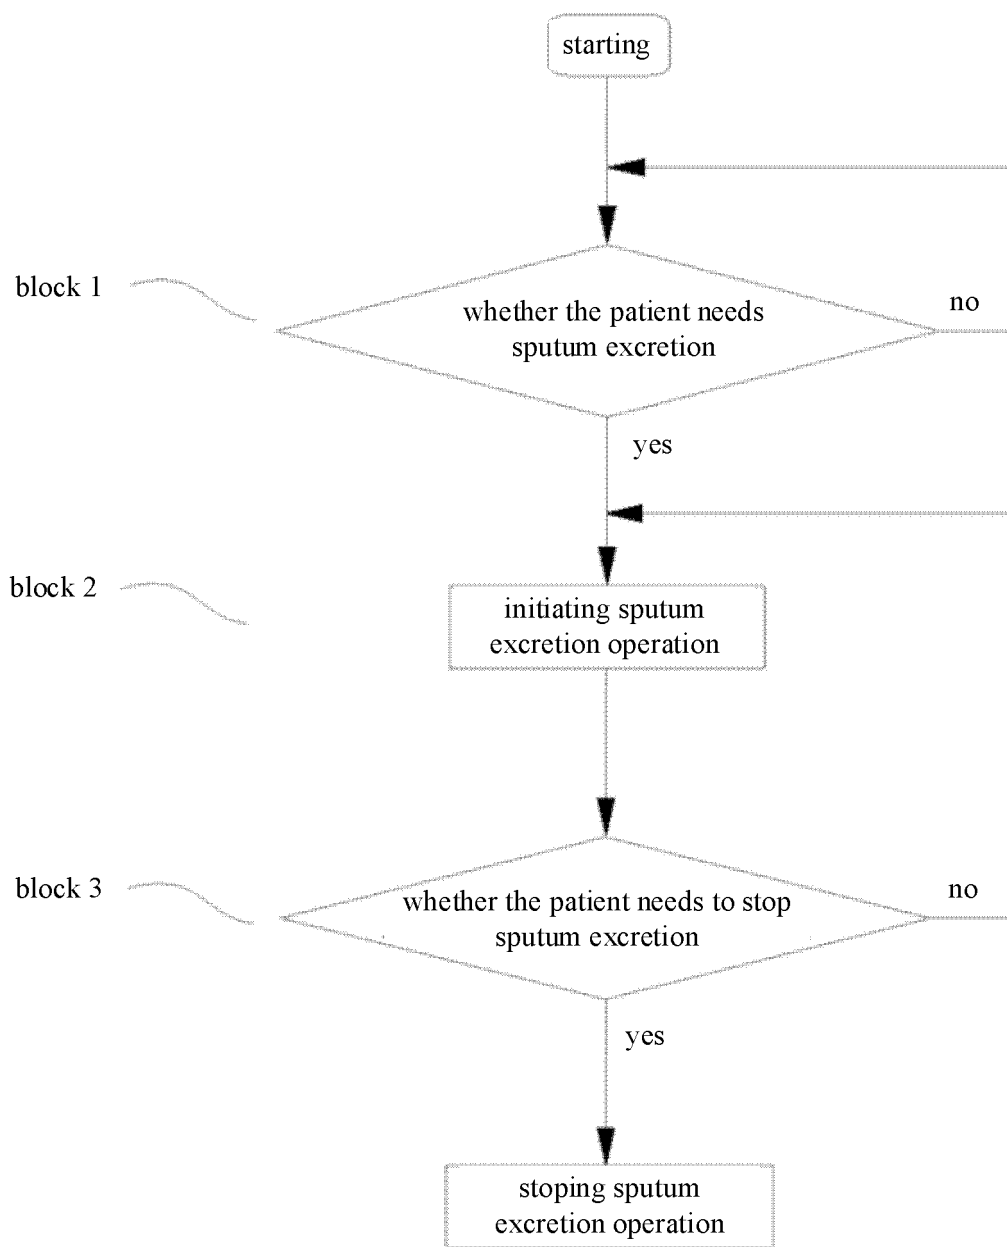 starting
block 1
whether the patient needs
sputum excretion
no
yes
block 2
initiating sputum
excretion operation
block 3
whether the patient needs to stop
sputum excretion
no
yes
stoping sputum
excretion operation